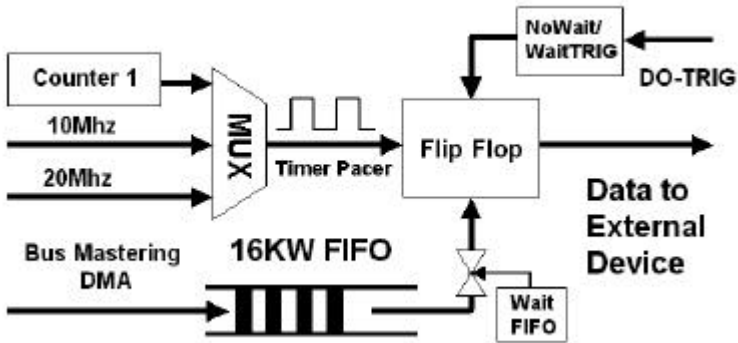 NoWait/
WaitTRIG
DO-TRIG
Counter 1
10Mhz
20Mhz
MUX
Timer Pacer
Flip Flop
Data to
External
Device
Bus Mastering
DMA
16KW FIFO
Wait
FIFO